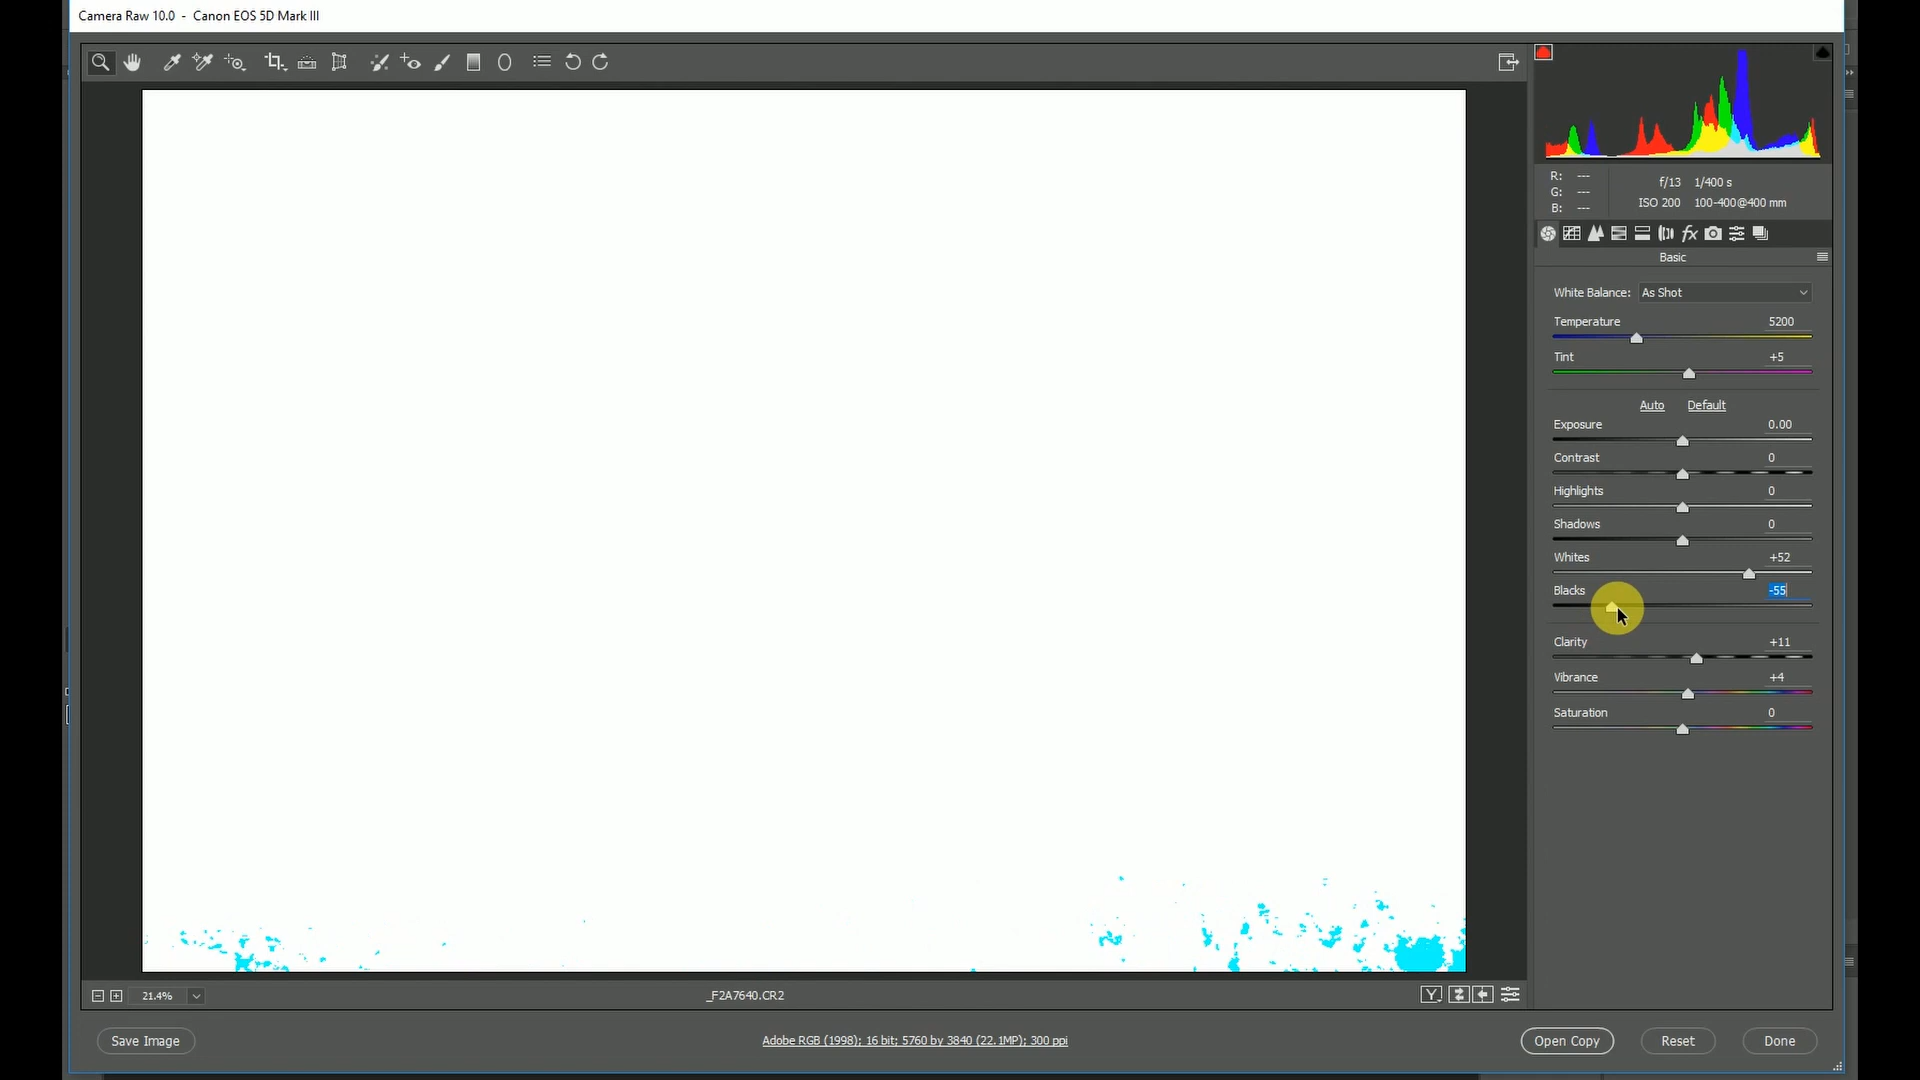 Camera Raw 10.0 - Canon EOS 5D Mark III
R: ---
G: ---
B: ---
f/13 1/400 s
ISO 200 100-400@400 mm
fx
Basic
White Balance: As Shot
Temperature 5200
Tint +5
Auto Default
Exposure 0.00
Contrast 0
Highlights 0
Shadows 0
Whites +52
Blacks -55
Clarity +11
Vibrance +4
Saturation 0
21.4%
_F2A7640.CR2
Y
Save Image
Adobe RGB (1998); 16 bit; 5760 by 3840 (22.1MP); 300 ppi
Open Copy
Reset
Done